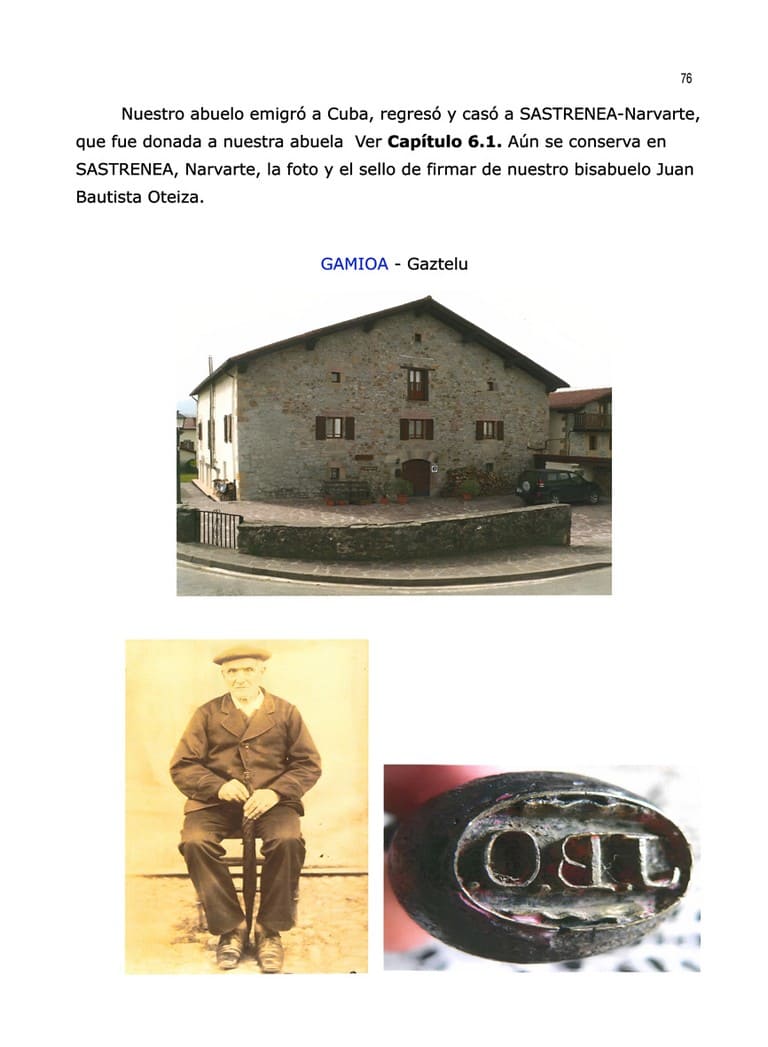 76
Nuestro abuelo emigró a Cuba, regresó y casó a SASTRENEA-Narvarte,
que fue donada a nuestra abuela  Ver Capítulo 6.1. Aún se conserva en
SASTRENEA, Narvarte, la foto y el sello de firmar de nuestro bisabuelo Juan
Bautista Oteiza.
GAMIOA - Gaztelu
J.B.O.